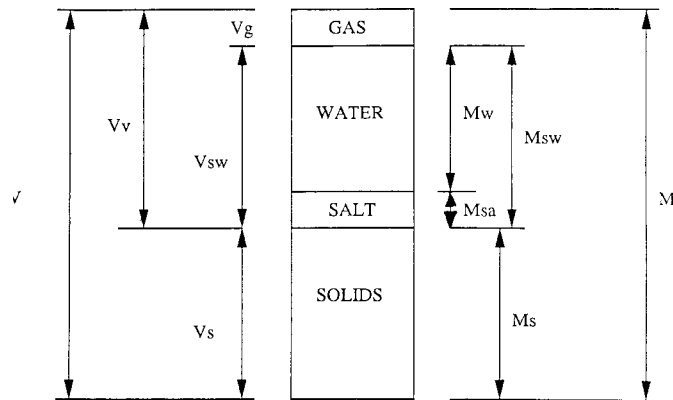 Vg
GAS
WATER
Mw
Vv
Msw
Vsw
V
M
SALT
Msa
SOLIDS
Ms
Vs